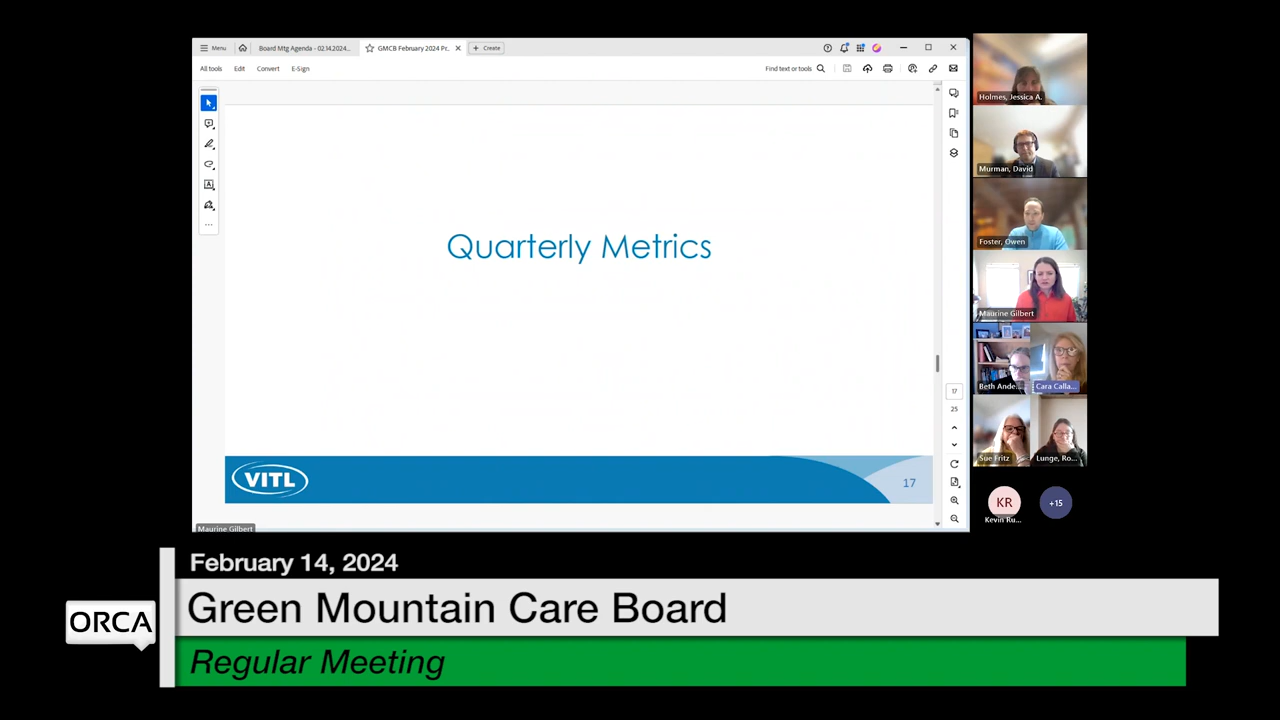 Menu
Board Mtg Agenda - 02.14.2024...
GMCB February 2024 Pr...
Create
All tools
Edit
Convert
E-Sign
Find text or tools
Quarterly Metrics
VITL
17
17
25
Maurine Gilbert
Holmes, Jessica A.
Murman, David
Foster, Owen
Maurine Gilbert
Beth Ande...
Cara Calla...
Sue Fritz
Lunge, Ro...
KR
Kevin Ru...
+15
February 14, 2024
ORCA
Green Mountain Care Board
Regular Meeting